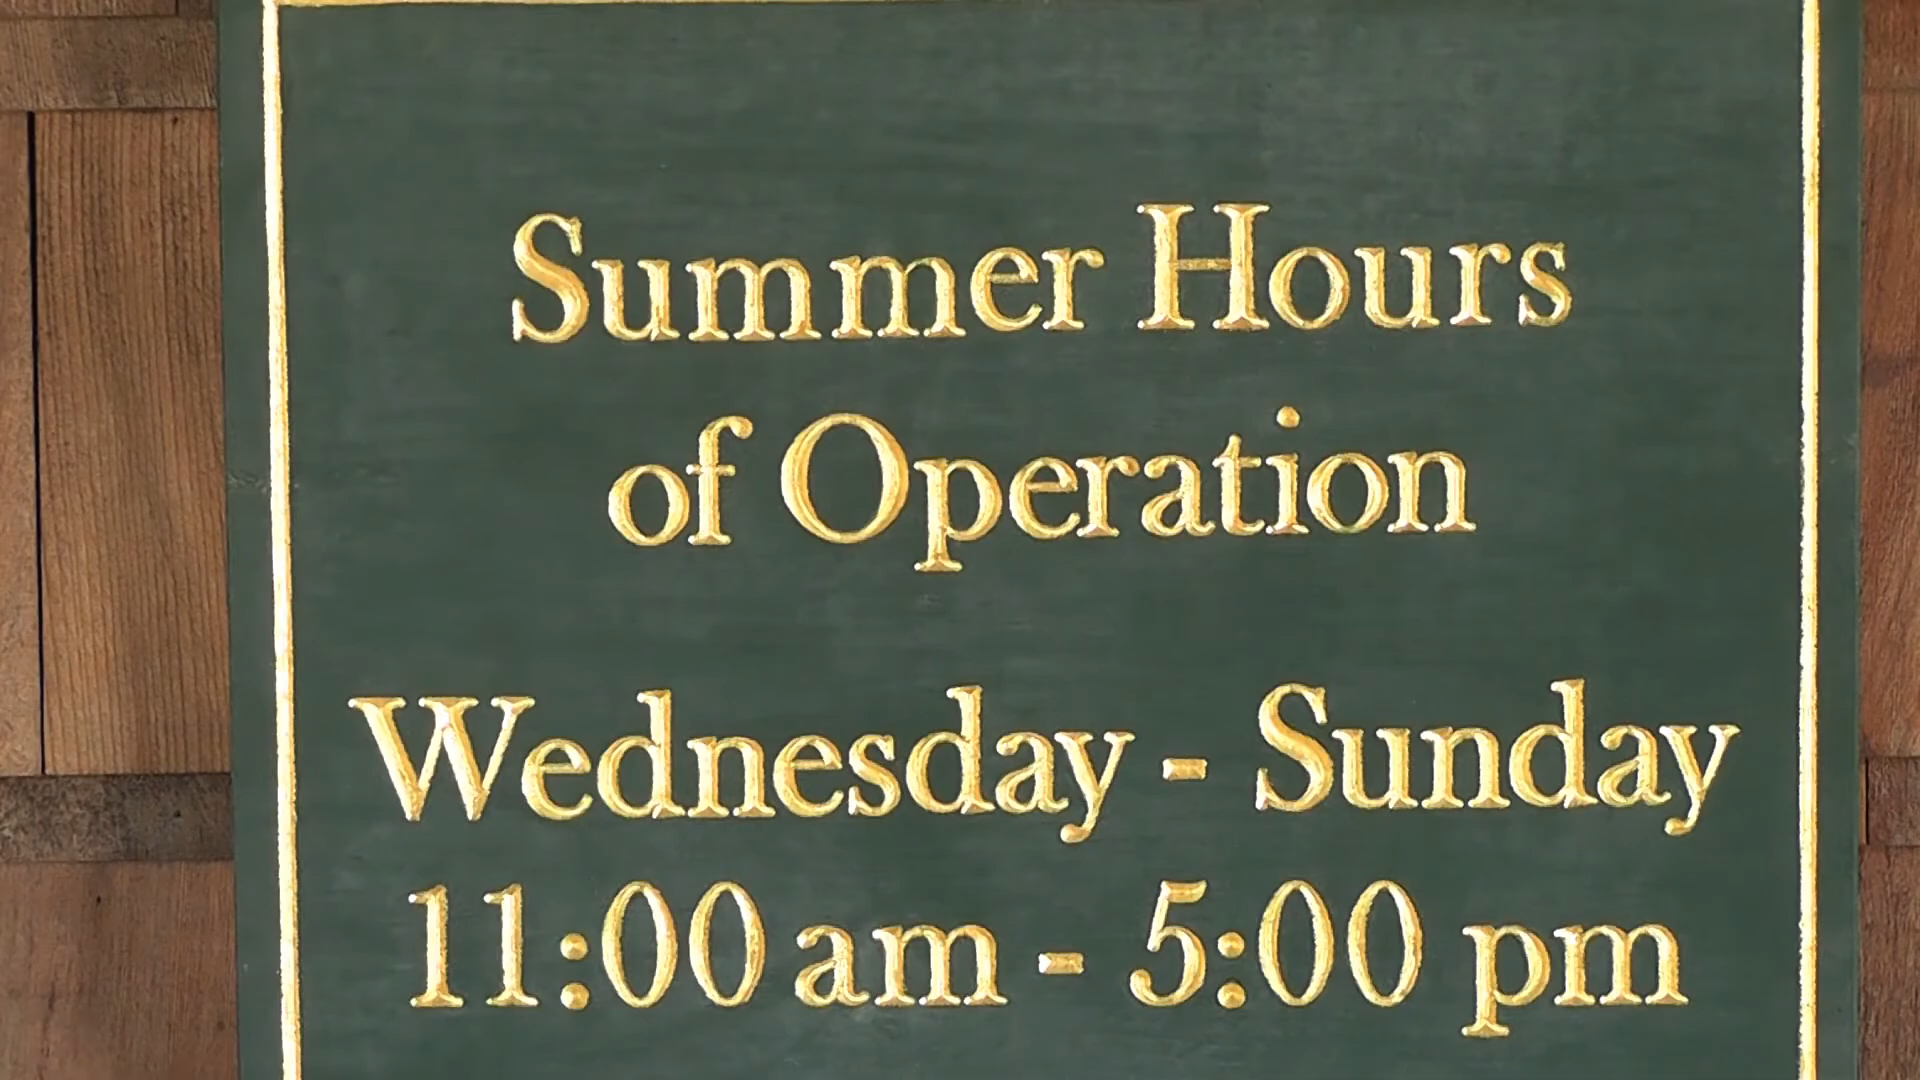 Summer Hours
of Operation
Wednesday - Sunday
11:00 am - 5:00 pm